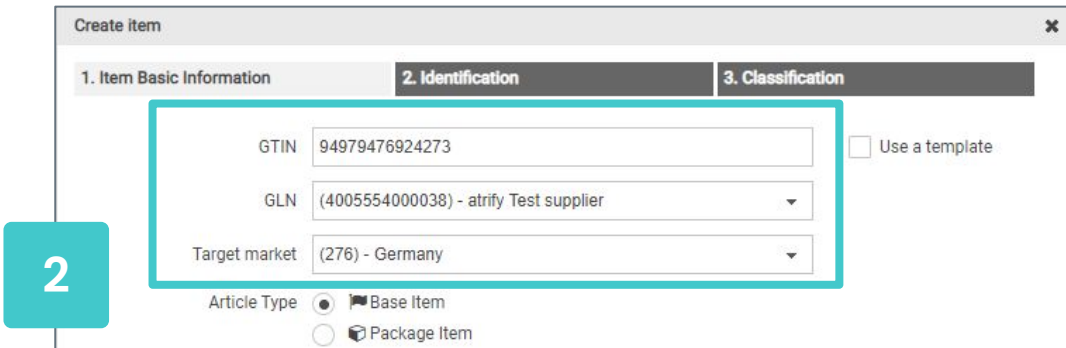 Create item
1. Item Basic Information 2. Identification 3. Classification
GTIN 94979476924273 Use a template
GLN (4005554000038) - atrify Test supplier
Target market (276) - Germany
2
Article Type Base Item
Package Item